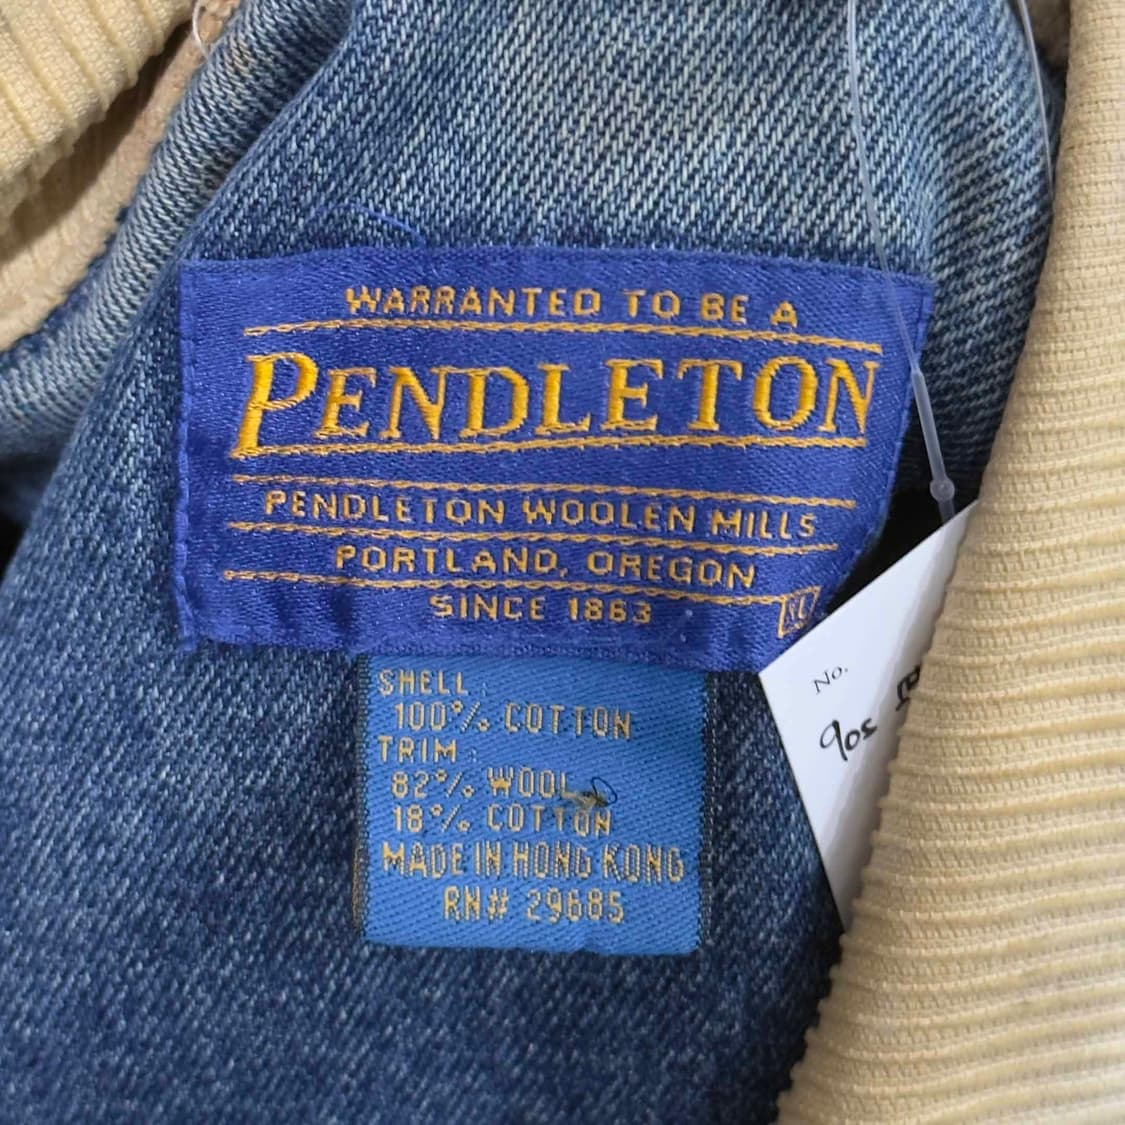 WARRANTED TO BE A
PENDLETON
PENDLETON WOOLEN MILLS
PORTLAND, OREGON
SINCE 1863
XL
SHELL:
100% COTTON
TRIM:
82% WOOL
18% COTTON
MADE IN HONG KONG
RN# 29685
No.
90s